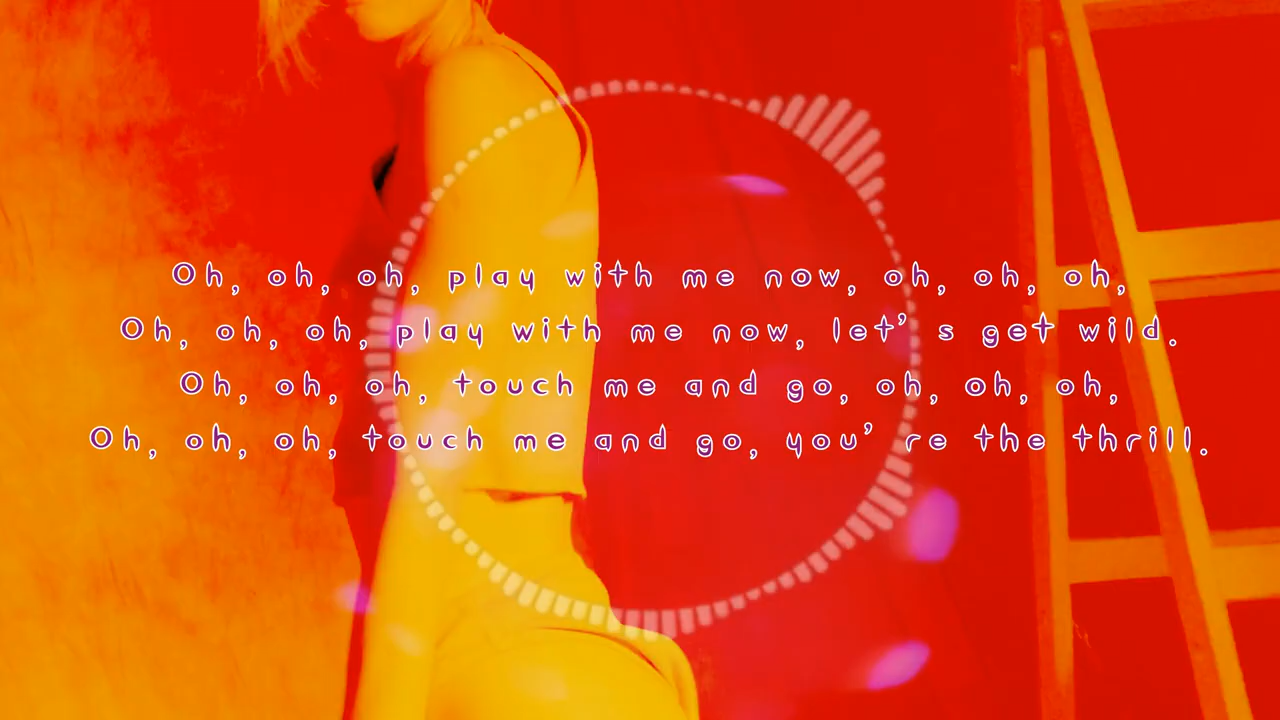 Oh, oh, oh, play with me now, oh, oh, oh,
Oh, oh, oh, play with me now, let's get wild.
Oh, oh, oh, touch me and go, oh, oh, oh,
Oh, oh, oh, touch me and go, you're the thrill.